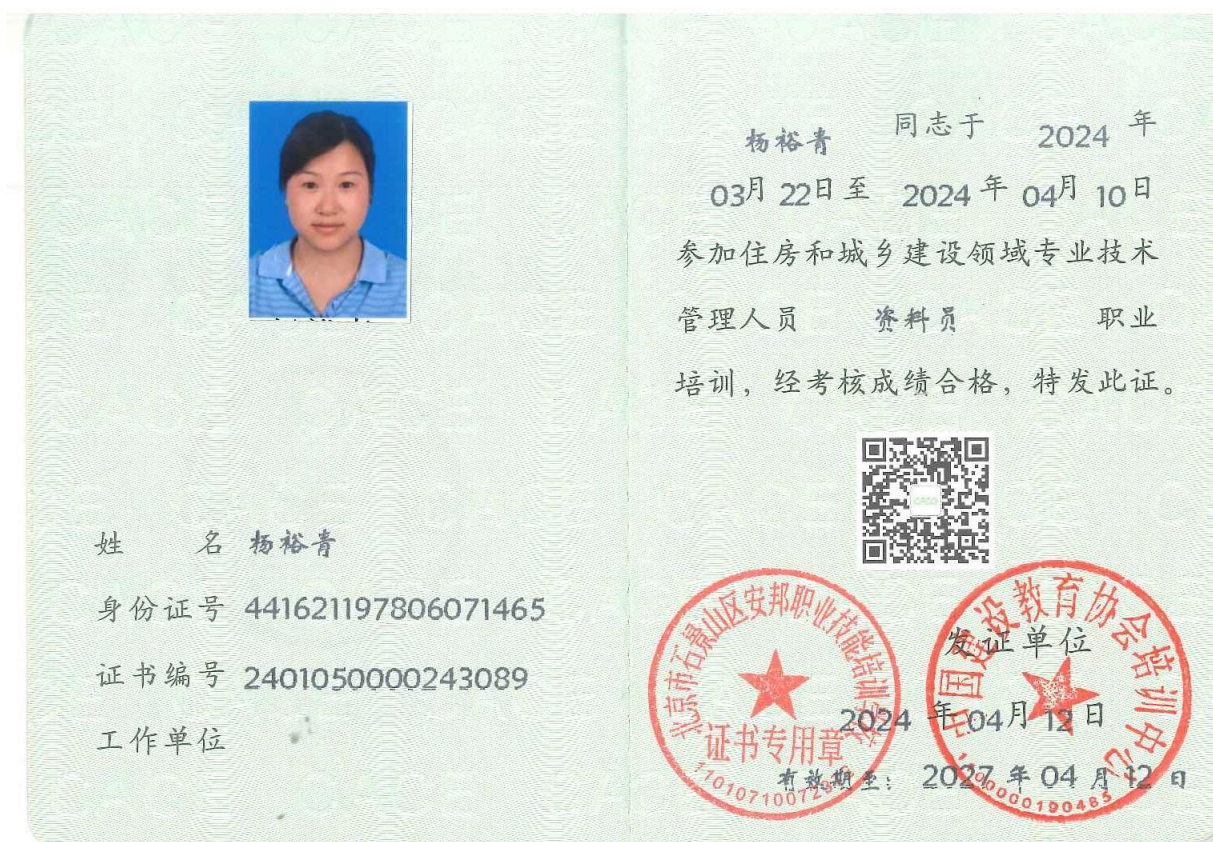 姓 名 杨裕青
身份证号 441621197806071465
证书编号 2401050000243089
工作单位
杨裕青 同志于 2024 年
03月 22日至 2024 年 04月 10日
参加住房和城乡建设领域专业技术
管理人员 资料员 职业
培训，经考核成绩合格，特发此证。
北京市石景山区安邦职业技能培训学校
证书专用章
中国建设教育协会培训中心
发证单位
2024 年 04月 12日
有效期至： 2027 年 04 月 12 日